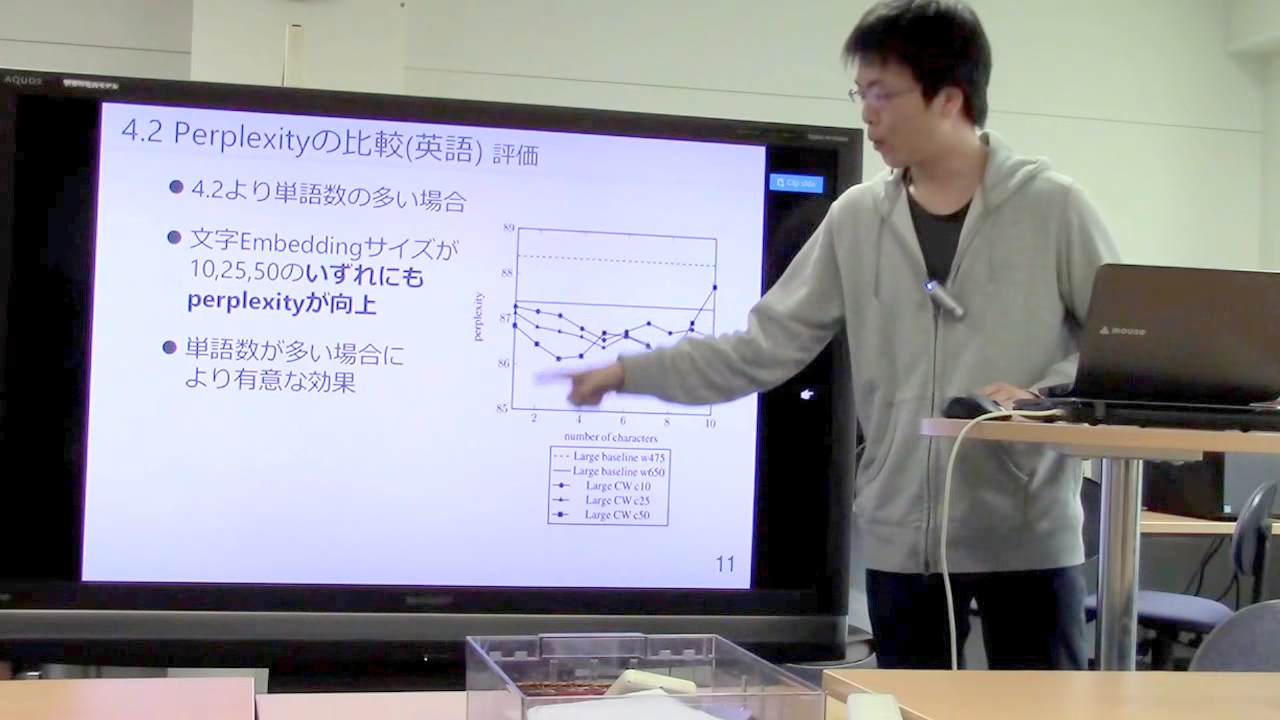 AQUOS
4.2 Perplexityの比較(英語) 評価
Clip slide
● 4.2より単語数の多い場合
● 文字Embeddingサイズが
10,25,50のいずれにも
perplexityが向上
● 単語数が多い場合に
より有意な効果
89
88
87
86
85
perplexity
2 4 6 8 10
number of characters
Large baseline w475
Large baseline w650
Large CW c10
Large CW c25
Large CW c50
11
mouse